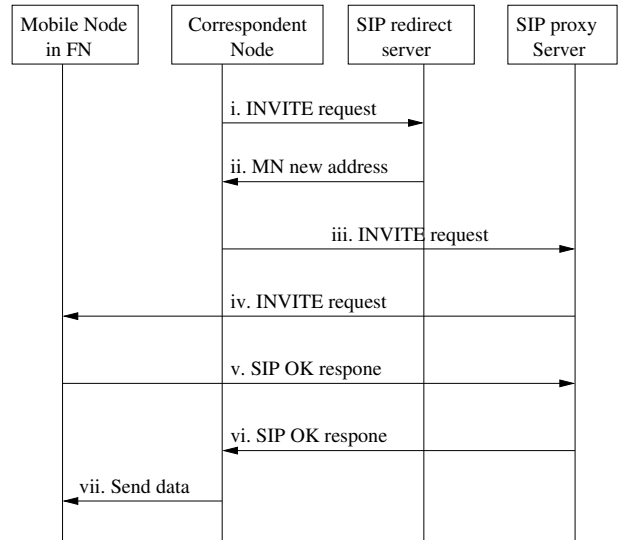 Mobile Node
in FN
Correspondent
Node
SIP redirect
server
SIP proxy
Server
i. INVITE request
ii. MN new address
iii. INVITE request
iv. INVITE request
v. SIP OK respone
vi. SIP OK respone
vii. Send data